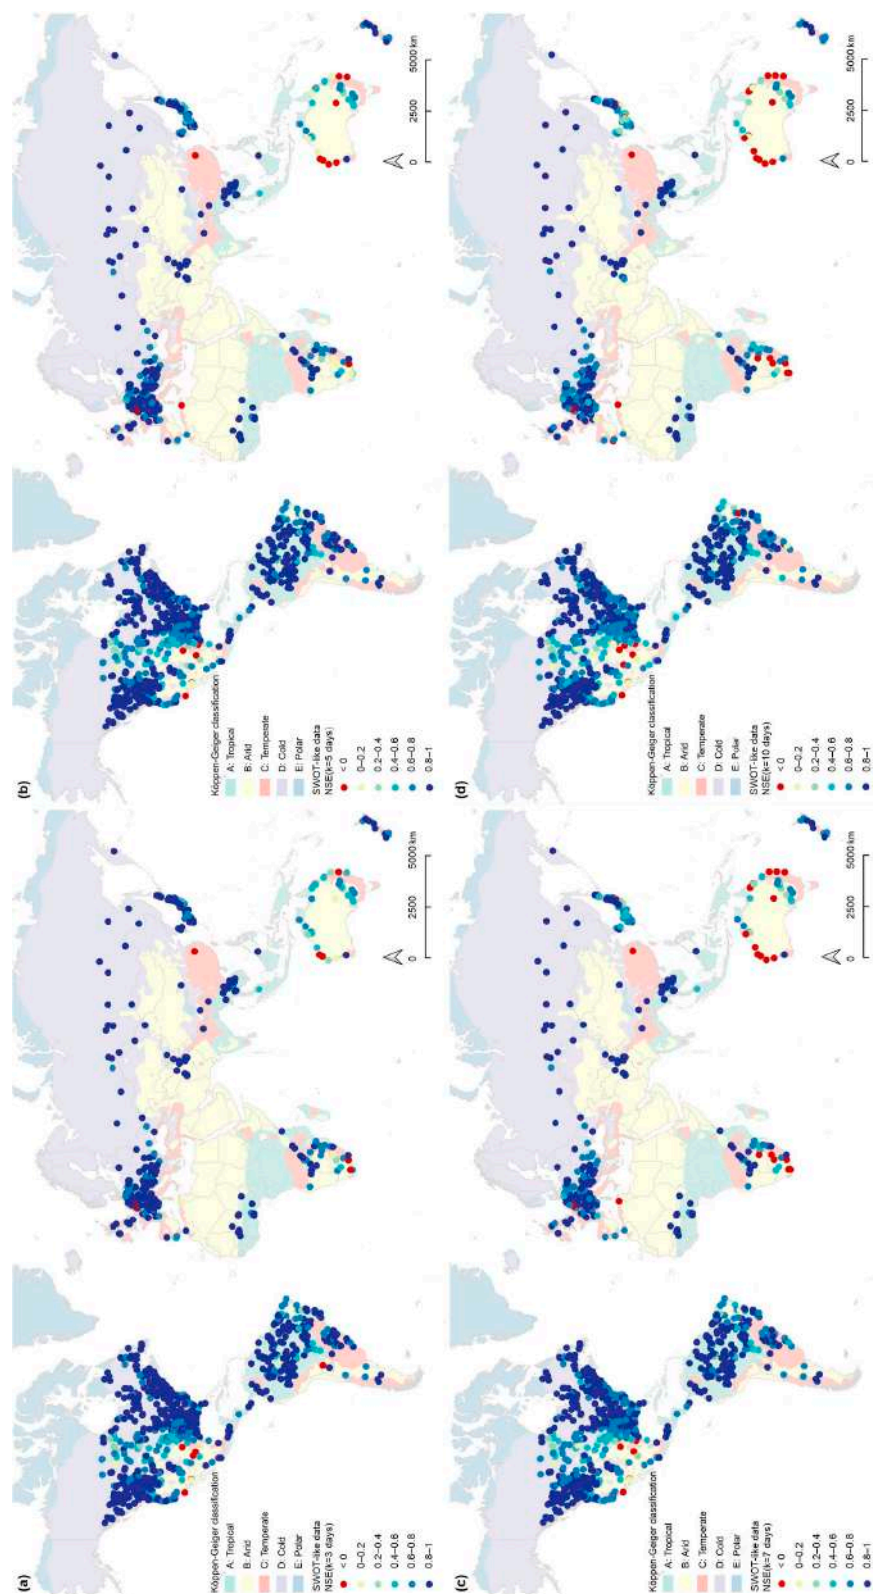 (a)
Köppen-Geiger classification
A: Tropical
B: Arid
C: Temperate
D: Cold
E: Polar
SWOT-like data
NSE(k=3 days)
< 0
0–0.2
0.2–0.4
0.4–0.6
0.6–0.8
0.8–1
0 2500 5000 km
(b)
Köppen-Geiger classification
A: Tropical
B: Arid
C: Temperate
D: Cold
E: Polar
SWOT-like data
NSE(k=5 days)
< 0
0–0.2
0.2–0.4
0.4–0.6
0.6–0.8
0.8–1
0 2500 5000 km
(c)
Köppen-Geiger classification
A: Tropical
B: Arid
C: Temperate
D: Cold
E: Polar
SWOT-like data
NSE(k=7 days)
< 0
0–0.2
0.2–0.4
0.4–0.6
0.6–0.8
0.8–1
0 2500 5000 km
(d)
Köppen-Geiger classification
A: Tropical
B: Arid
C: Temperate
D: Cold
E: Polar
SWOT-like data
NSE(k=10 days)
< 0
0–0.2
0.2–0.4
0.4–0.6
0.6–0.8
0.8–1
0 2500 5000 km